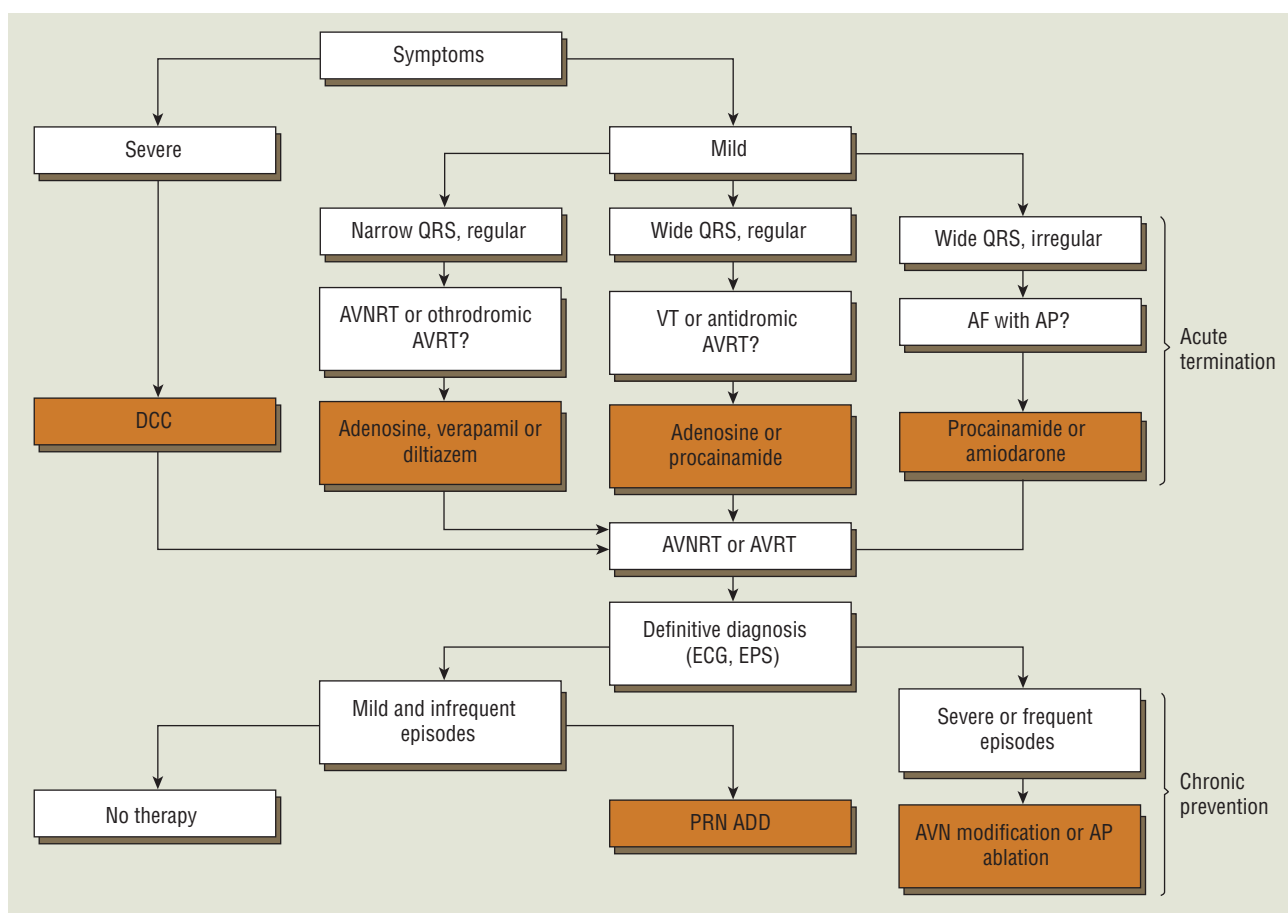 Symptoms
Severe
Mild
Narrow QRS, regular
Wide QRS, regular
Wide QRS, irregular
AVNRT or othrodromic
AVRT?
VT or antidromic
AVRT?
AF with AP?
Acute
termination
DCC
Adenosine, verapamil or
diltiazem
Adenosine or
procainamide
Procainamide or
amiodarone
AVNRT or AVRT
Definitive diagnosis
(ECG, EPS)
Mild and infrequent
episodes
Severe or frequent
episodes
Chronic
prevention
No therapy
PRN ADD
AVN modification or AP
ablation